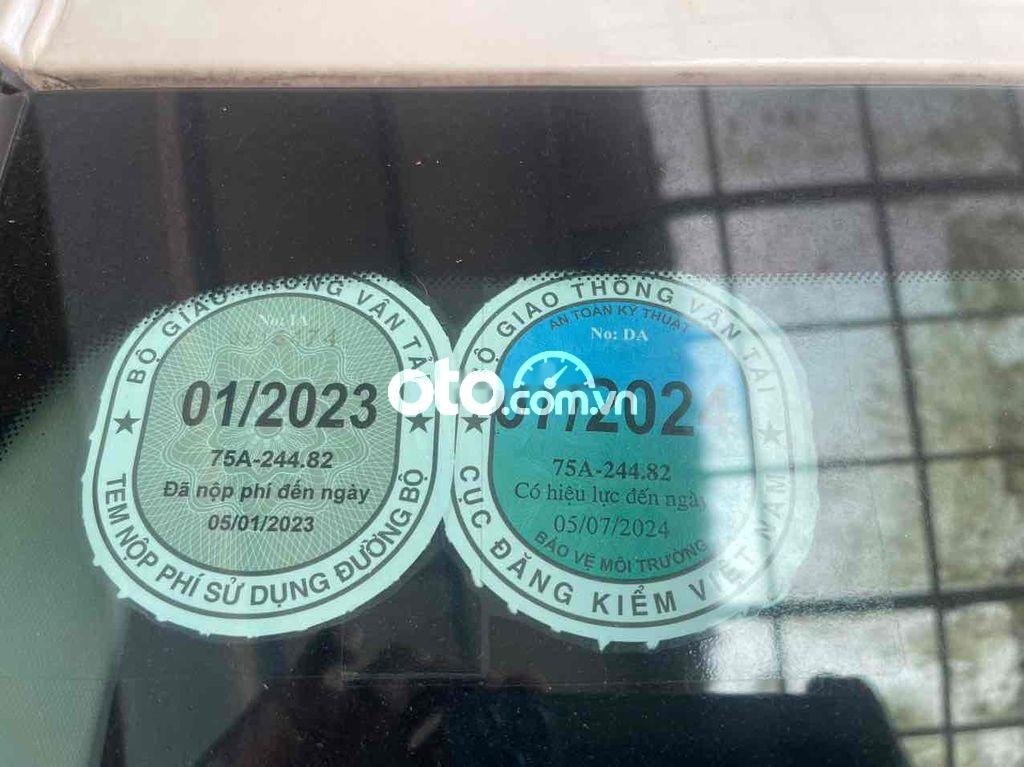 BỘ GIAO THÔNG VẬN TẢI
01/2023
75A-244.82
Đã nộp phí đến ngày
05/01/2023
TEM NỘP PHÍ SỬ DỤNG ĐƯỜNG BỘ
BỘ GIAO THÔNG VẬN TẢI
AN TOÀN KỸ THUẬT
No: DA
07/2024
75A-244.82
Có hiệu lực đến ngày
05/07/2024
BẢO VỆ MÔI TRƯỜNG
CỤC ĐĂNG KIỂM VIỆT NAM
oto.com.vn